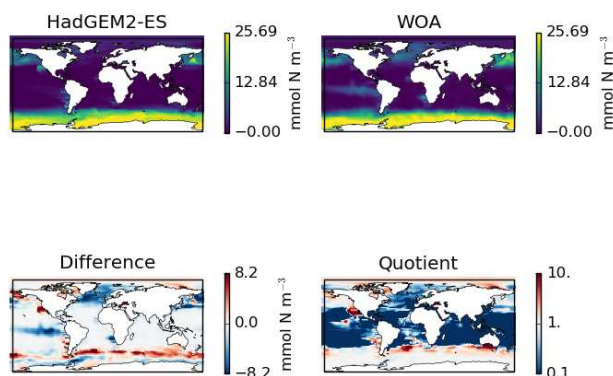 HadGEM2-ES
WOA
25.69
12.84
−0.00
mmol N m⁻³
25.69
12.84
−0.00
mmol N m⁻³
Difference
Quotient
8.2
0.0
−8.2
mmol N m⁻³
10.
1.
0.1